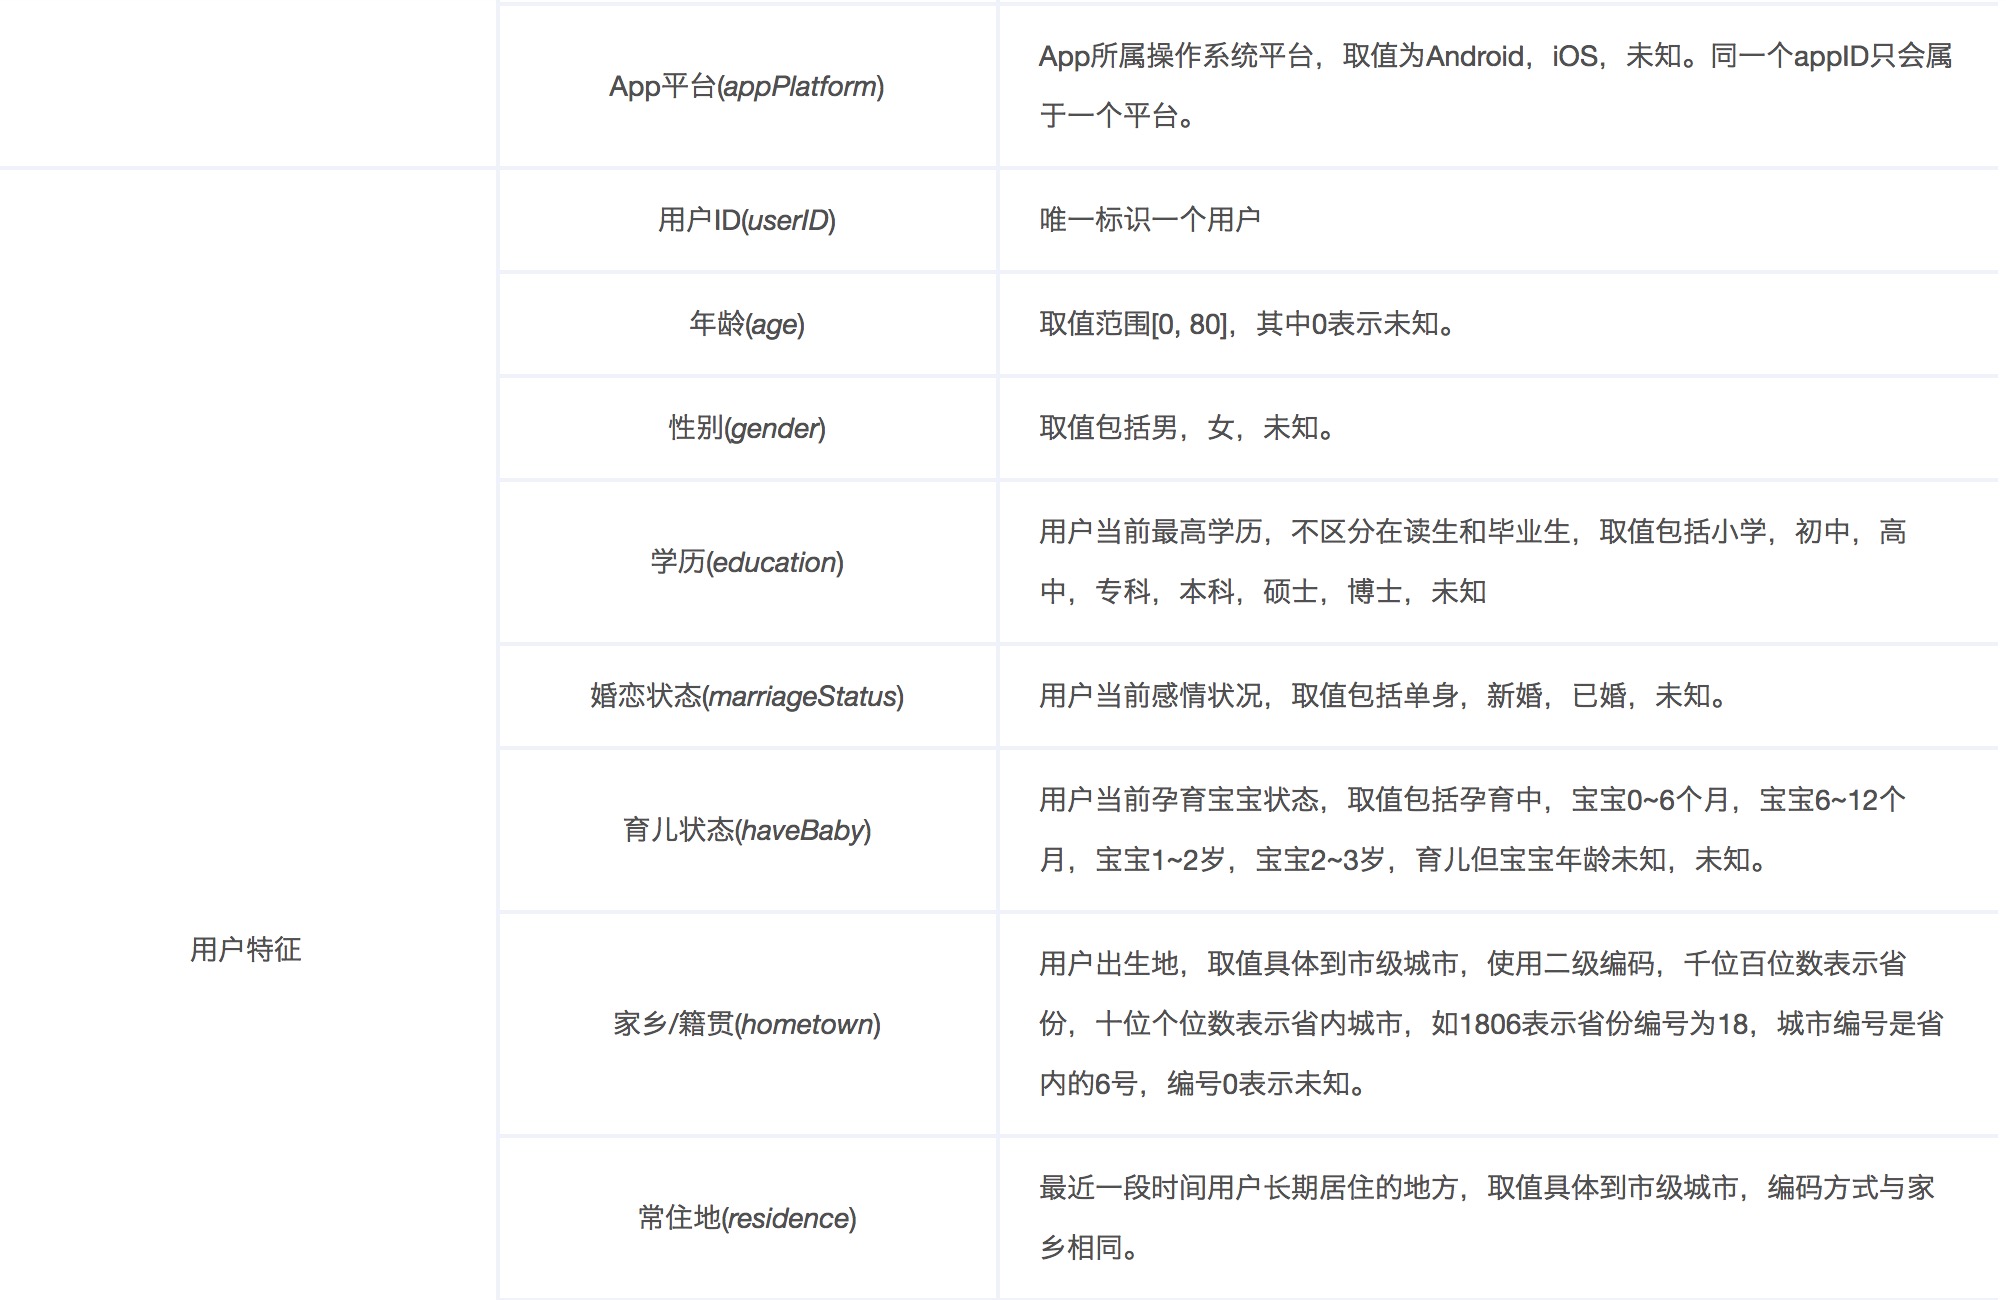 App平台(appPlatform)
App所属操作系统平台，取值为Android，iOS，未知。同一个appID只会属
于一个平台。
用户特征
用户ID(userID)
唯一标识一个用户
年龄(age)
取值范围[0, 80]，其中0表示未知。
性别(gender)
取值包括男，女，未知。
学历(education)
用户当前最高学历，不区分在读生和毕业生，取值包括小学，初中，高
中，专科，本科，硕士，博士，未知
婚恋状态(marriageStatus)
用户当前感情状况，取值包括单身，新婚，已婚，未知。
育儿状态(haveBaby)
用户当前孕育宝宝状态，取值包括孕育中，宝宝0~6个月，宝宝6~12个
月，宝宝1~2岁，宝宝2~3岁，育儿但宝宝年龄未知，未知。
家乡/籍贯(hometown)
用户出生地，取值具体到市级城市，使用二级编码，千位百位数表示省
份，十位个位数表示省内城市，如1806表示省份编号为18，城市编号是省
内的6号，编号0表示未知。
常住地(residence)
最近一段时间用户长期居住的地方，取值具体到市级城市，编码方式与家
乡相同。